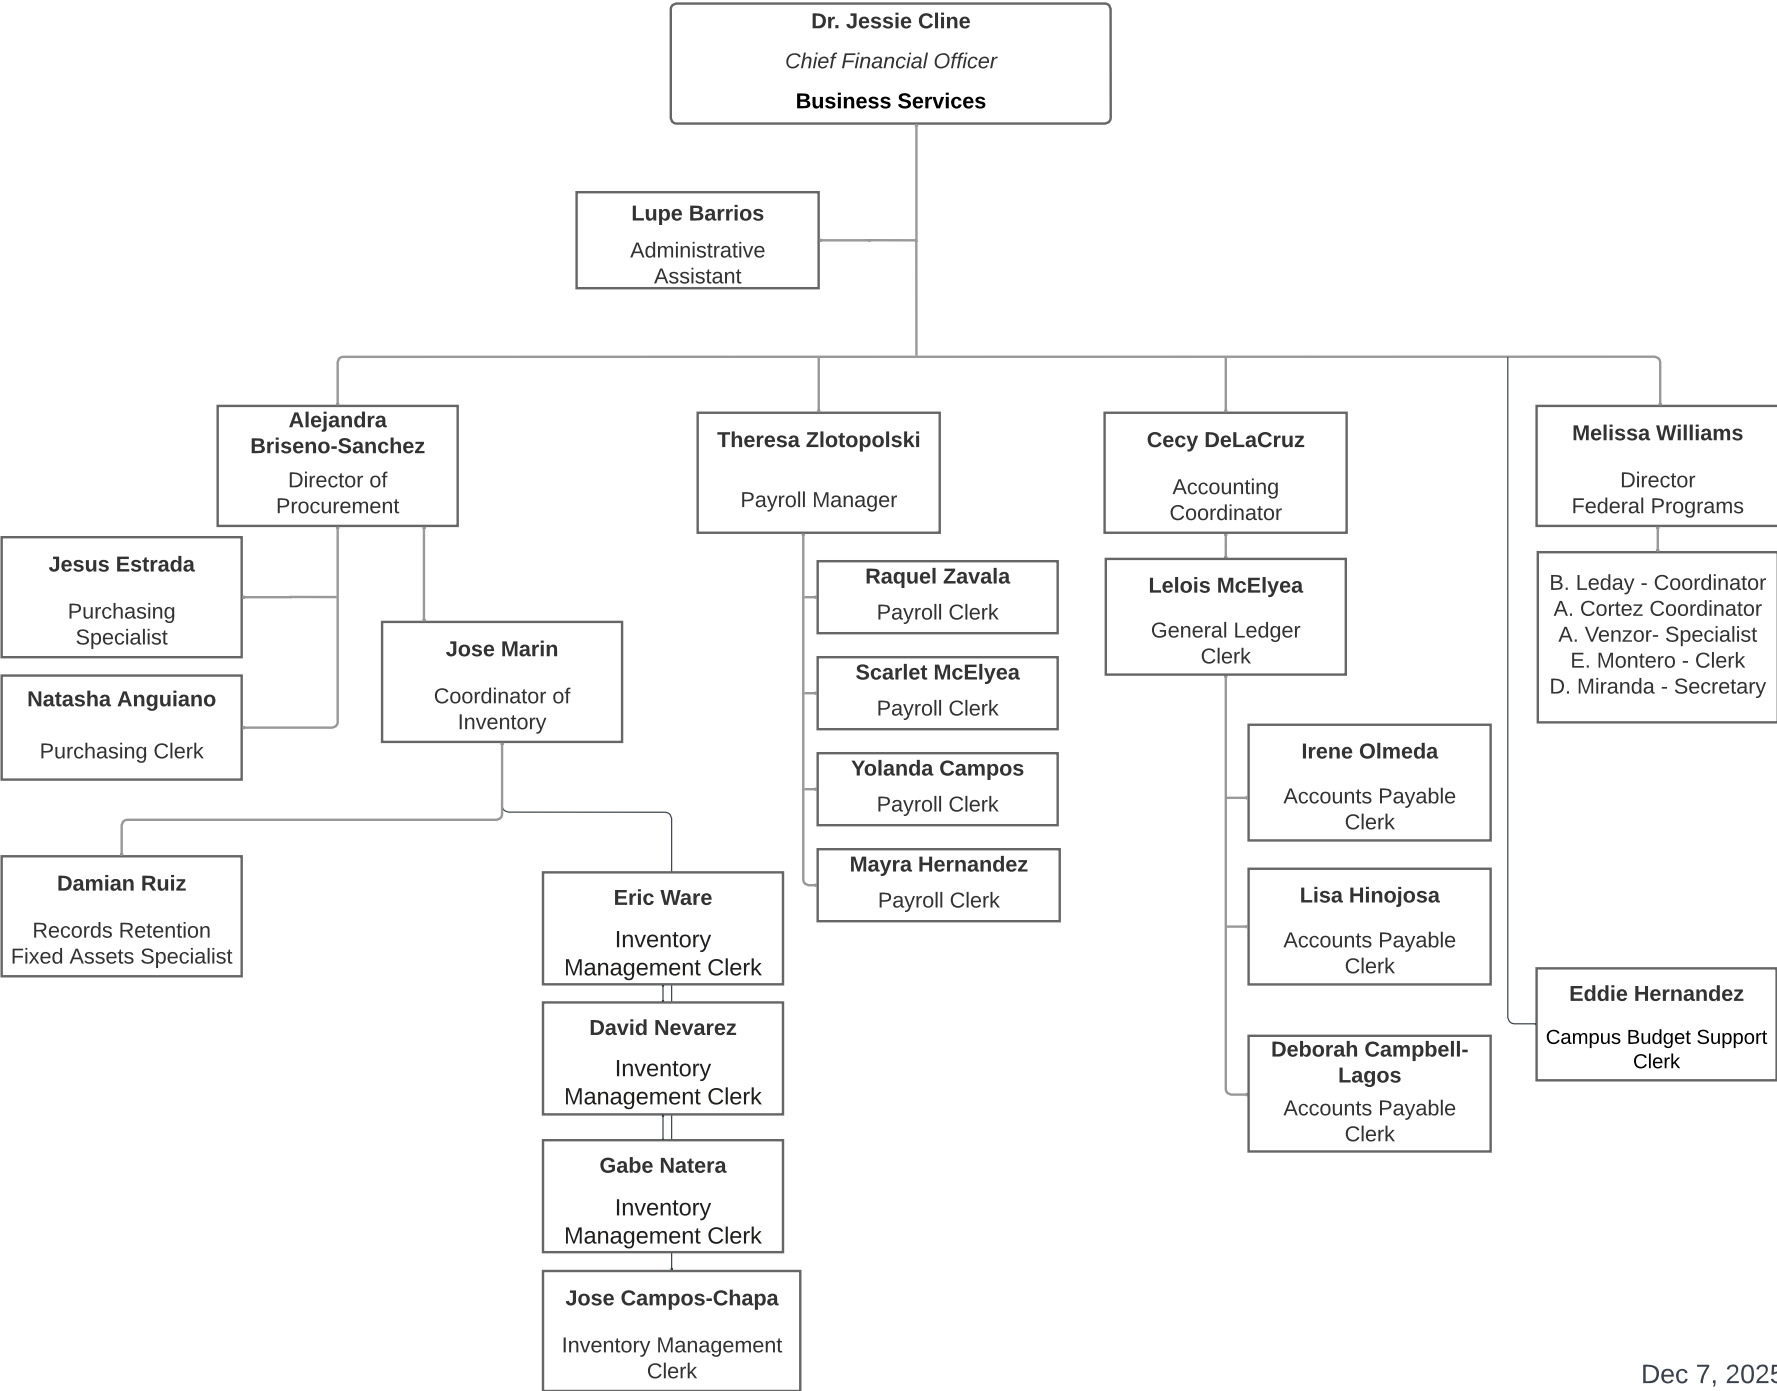 Dr. Jessie Cline
Chief Financial Officer
Business Services
Lupe Barrios
Administrative
Assistant
Alejandra
Briseno-Sanchez
Director of
Procurement
Jesus Estrada
Purchasing
Specialist
Natasha Anguiano
Purchasing Clerk
Jose Marin
Coordinator of
Inventory
Damian Ruiz
Records Retention
Fixed Assets Specialist
Eric Ware
Inventory
Management Clerk
David Nevarez
Inventory
Management Clerk
Gabe Natera
Inventory
Management Clerk
Jose Campos-Chapa
Inventory Management
Clerk
Theresa Zlotopolski
Payroll Manager
Raquel Zavala
Payroll Clerk
Scarlet McElyea
Payroll Clerk
Yolanda Campos
Payroll Clerk
Mayra Hernandez
Payroll Clerk
Cecy DeLaCruz
Accounting
Coordinator
Lelois McElyea
General Ledger
Clerk
Irene Olmeda
Accounts Payable
Clerk
Lisa Hinojosa
Accounts Payable
Clerk
Deborah Campbell-
Lagos
Accounts Payable
Clerk
Melissa Williams
Director
Federal Programs
B. Leday - Coordinator
A. Cortez Coordinator
A. Venzor- Specialist
E. Montero - Clerk
D. Miranda - Secretary
Eddie Hernandez
Campus Budget Support
Clerk
Dec 7, 2025